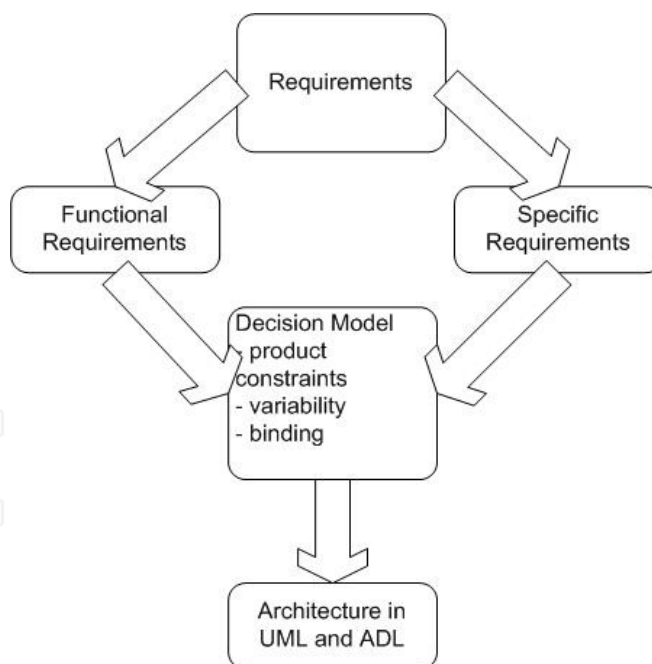 Requirements
Functional
Requirements
Specific
Requirements
Decision Model
- product
constraints
- variability
- binding
Architecture in
UML and ADL